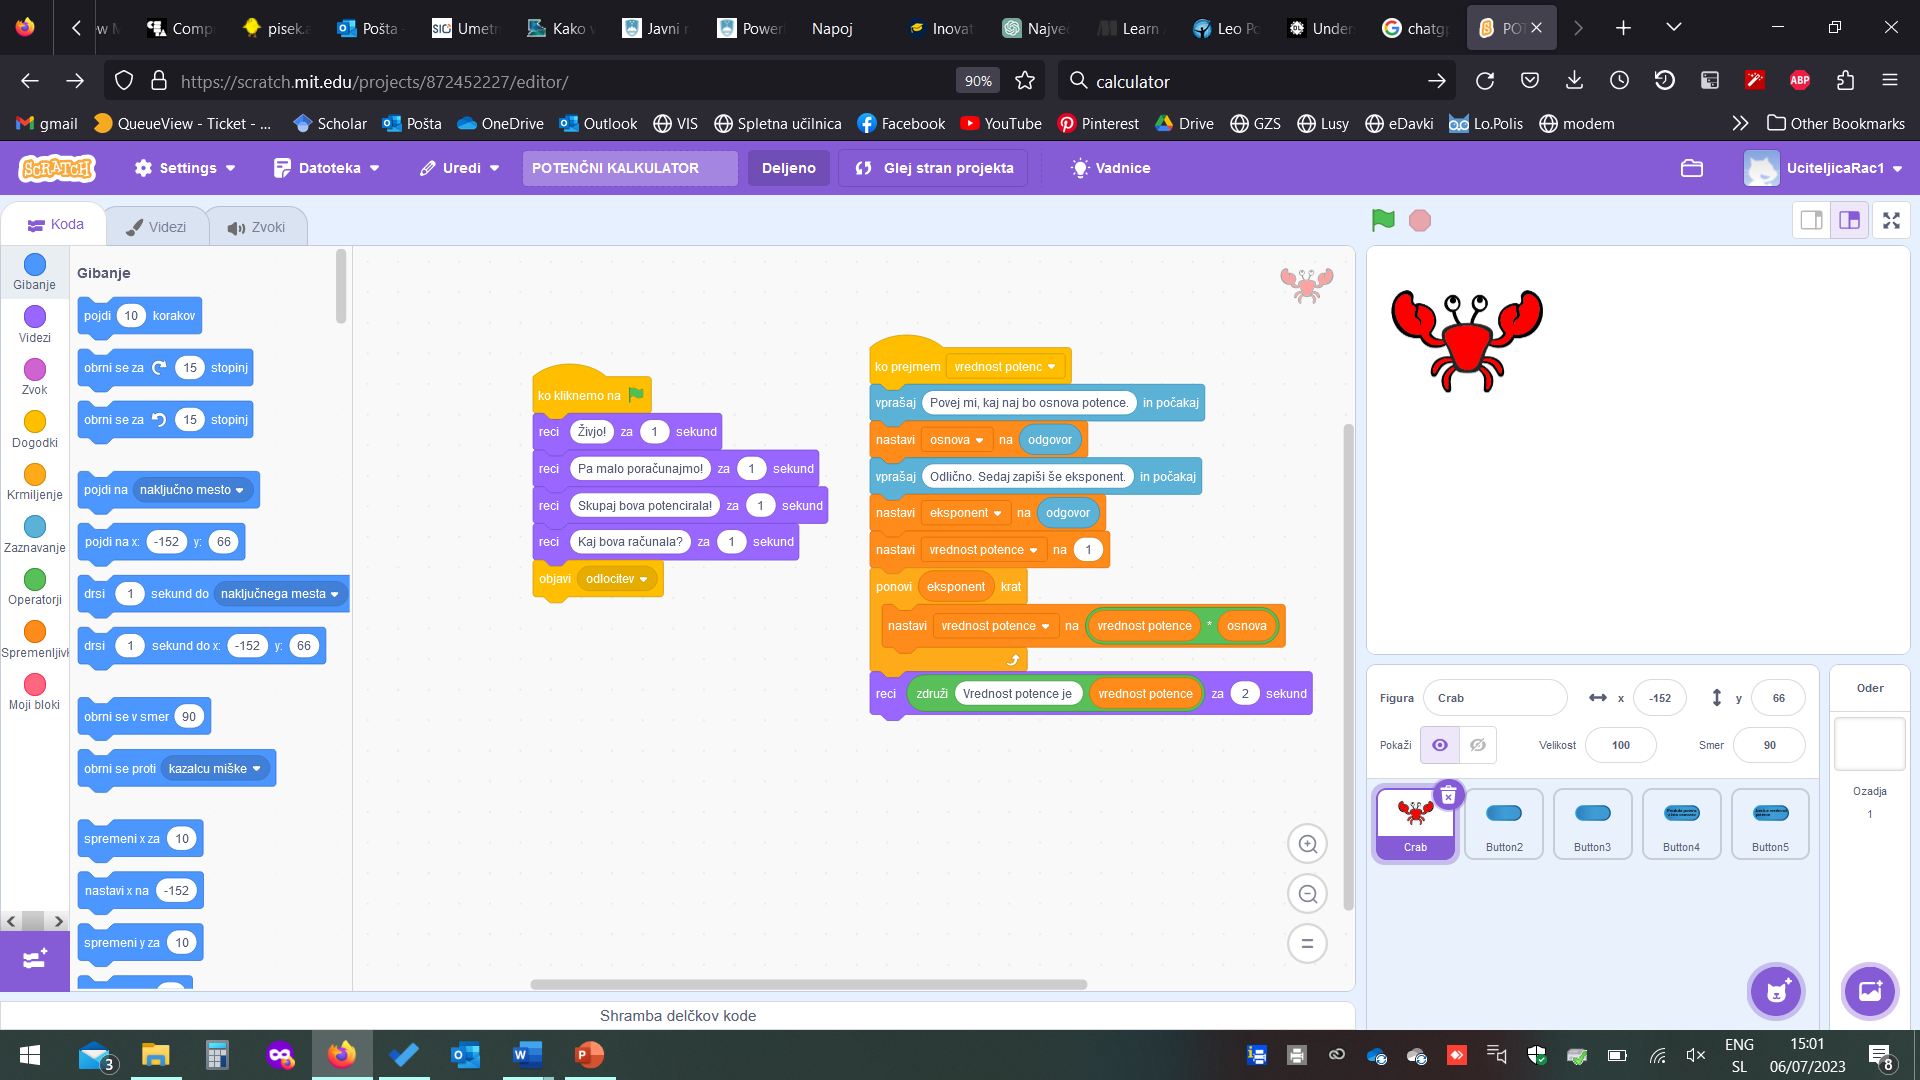 Comp
pisek.
Pošta
Umetn
Kako
Javni
Power
Napoj
Inovat
Najve
Learn
Leo Po
Under
chatg
PO
https://scratch.mit.edu/projects/872452227/editor/
90%
calculator
ABP
gmail
QueueView - Ticket - ...
Scholar
Pošta
OneDrive
Outlook
VIS
Spletna učilnica
Facebook
YouTube
Pinterest
Drive
GZS
Lusy
eDavki
Lo.Polis
modem
Other Bookmarks
SCRATCH
Settings
Datoteka
Uredi
POTENČNI KALKULATOR
Deljeno
Glej stran projekta
Vadnice
UciteljicaRac1
Koda
Videzi
Zvoki
Gibanje
Videzi
Zvok
Dogodki
Krmiljenje
Zaznavanje
Operatorji
Spremenljivk
Moji bloki
Gibanje
pojdi 10 korakov
obrni se za 15 stopinj
obrni se za 15 stopinj
pojdi na naključno mesto
pojdi na x: -152 y: 66
drsi 1 sekund do naključnega mesta
drsi 1 sekund do x: -152 y: 66
obrni se v smer 90
obrni se proti kazalcu miške
spremeni x za 10
nastavi x na -152
spremeni y za 10
ko kliknemo na
reci Živjo! za 1 sekund
reci Pa malo poračunajmo! za 1 sekund
reci Skupaj bova potencirala! za 1 sekund
reci Kaj bova računala? za 1 sekund
objavi odlocitev
ko prejmem vrednost potenc
vprašaj Povej mi, kaj naj bo osnova potence. in počakaj
nastavi osnova na odgovor
vprašaj Odlično. Sedaj zapiši še eksponent. in počakaj
nastavi eksponent na odgovor
nastavi vrednost potence na 1
ponovi eksponent krat
nastavi vrednost potence na vrednost potence * osnova
reci združi Vrednost potence je vrednost potence za 2 sekund
Figura Crab x -152 y 66
Pokaži Velikost 100 Smer 90
Crab
Button2
Button3
Button4
Button5
Oder
Ozadja
1
Shramba delčkov kode
3
ENG
SL
15:01
06/07/2023
8